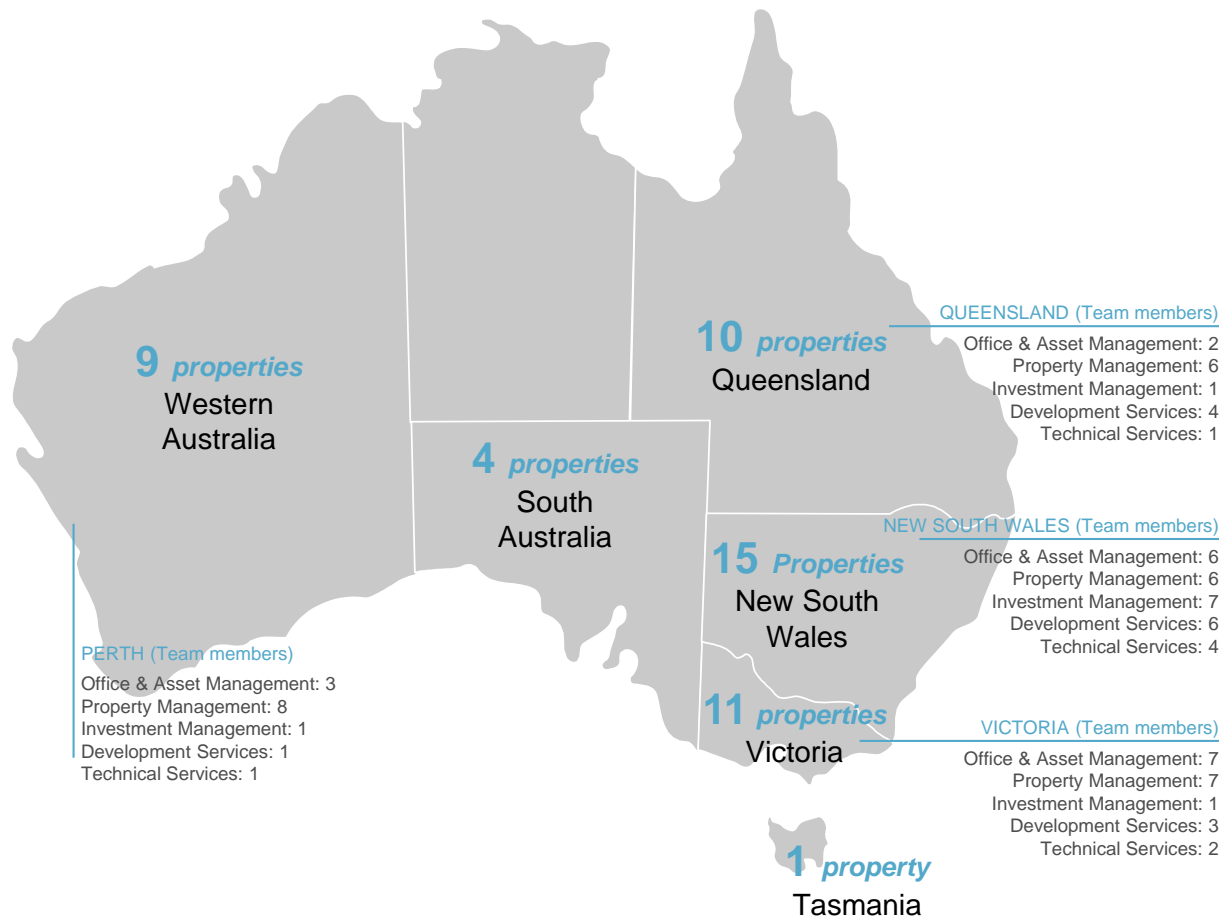 9 properties
Western
Australia
10 properties
Queensland
QUEENSLAND (Team members)
Office & Asset Management: 2
Property Management: 6
Investment Management: 1
Development Services: 4
Technical Services: 1
4 properties
South
Australia
NEW SOUTH WALES (Team members)
Office & Asset Management: 6
Property Management: 6
Investment Management: 7
Development Services: 6
Technical Services: 4
15 Properties
New South
Wales
PERTH (Team members)
Office & Asset Management: 3
Property Management: 8
Investment Management: 1
Development Services: 1
Technical Services: 1
11 properties
Victoria
VICTORIA (Team members)
Office & Asset Management: 7
Property Management: 7
Investment Management: 1
Development Services: 3
Technical Services: 2
1 property
Tasmania